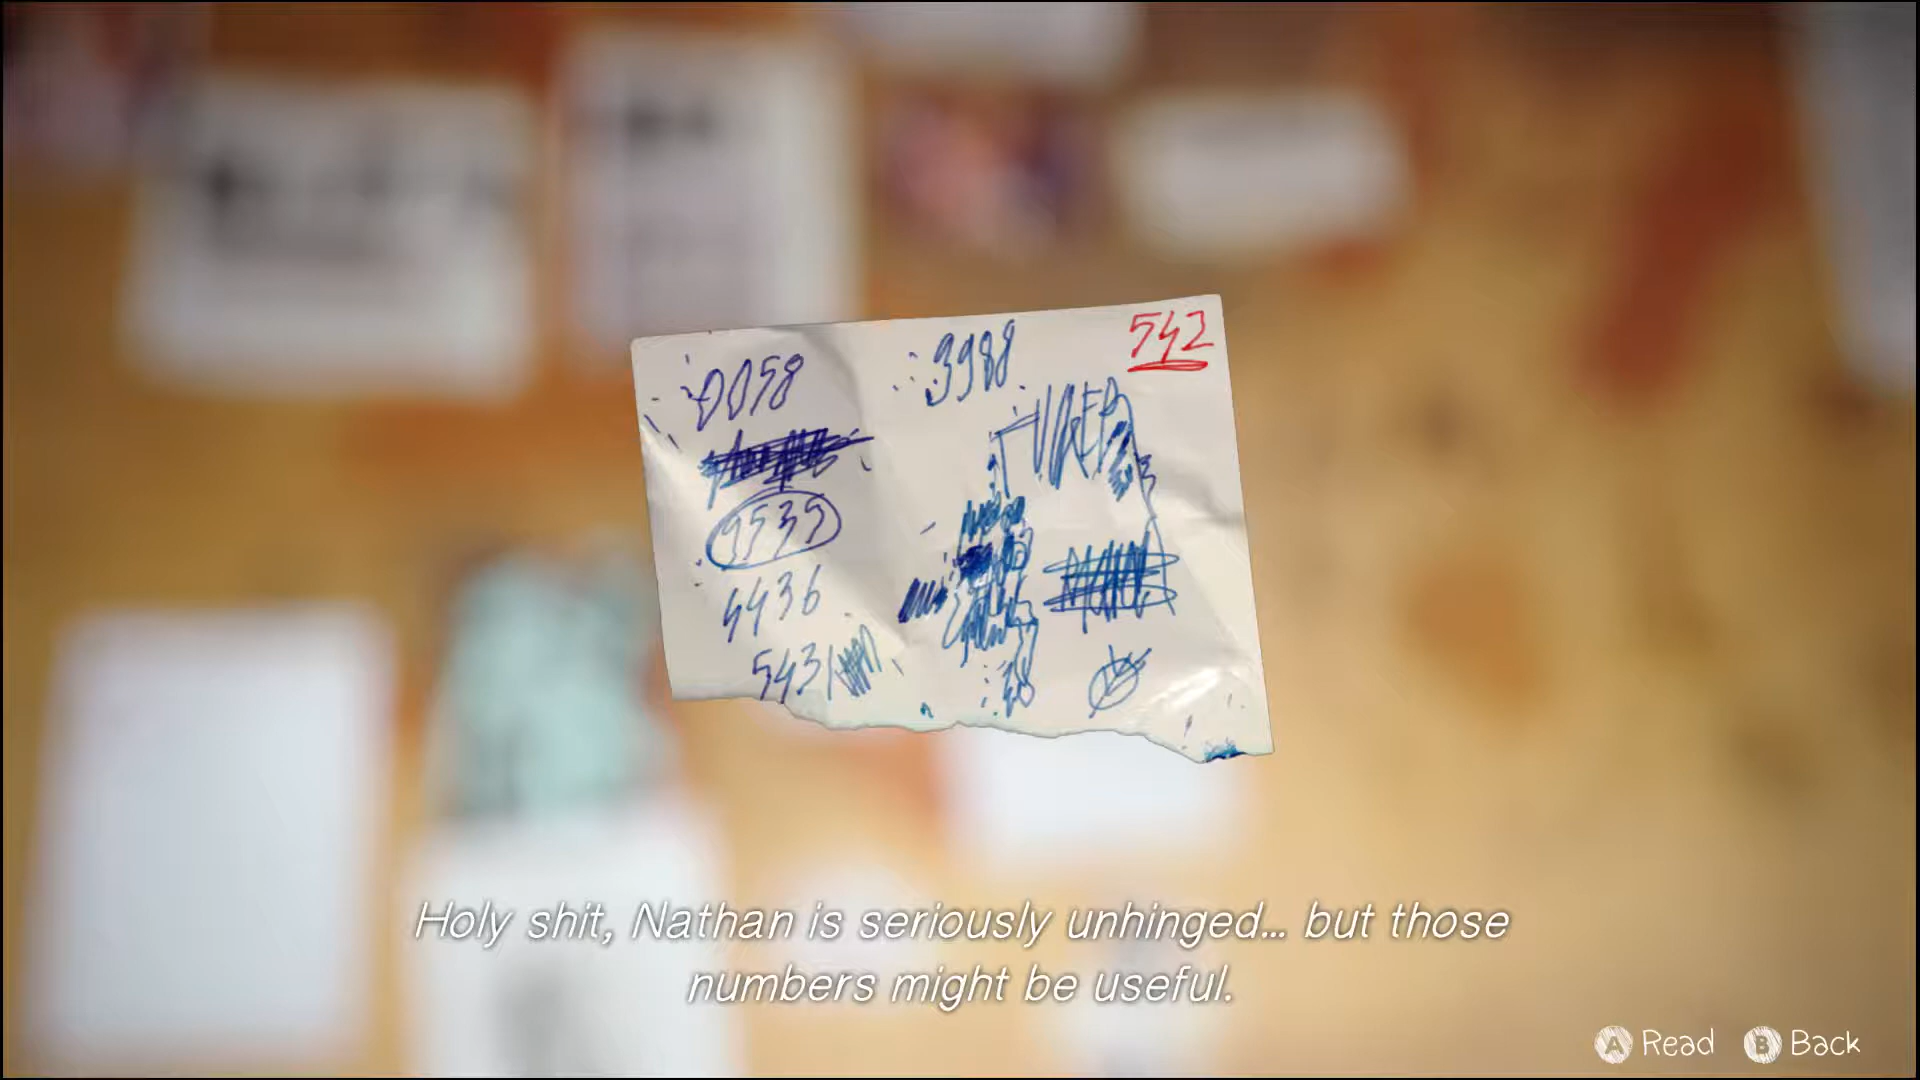 0058
3988
542
9539
5436
543
Holy shit, Nathan is seriously unhinged... but those
numbers might be useful.
A Read B Back